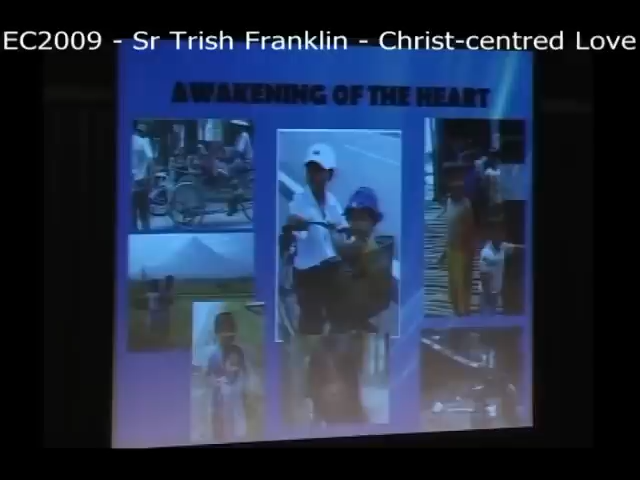 EC2009 - Sr Trish Franklin - Christ-centred Love
AWAKENING OF THE HEART